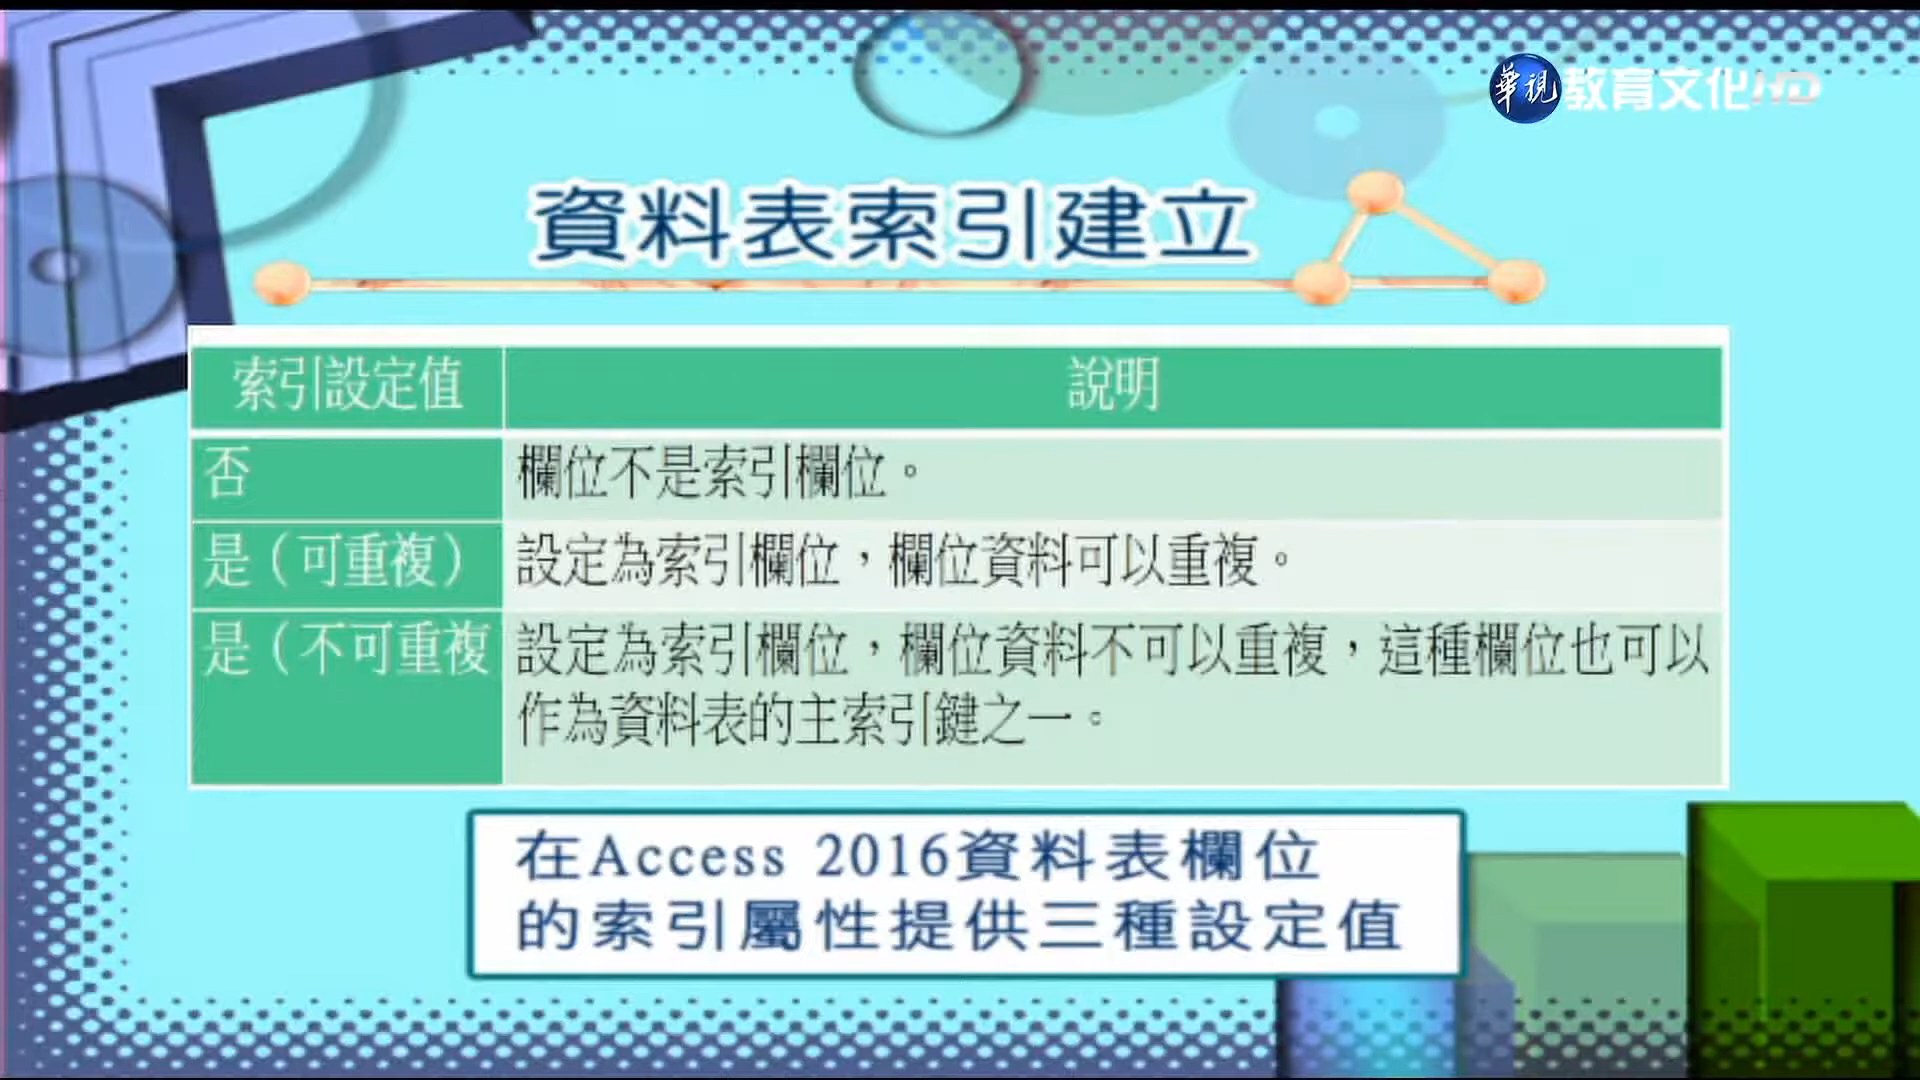 華視 教育文化HD
資料表索引建立
索引設定值 說明
否 欄位不是索引欄位。
是（可重複） 設定為索引欄位，欄位資料可以重複。
是（不可重複 設定為索引欄位，欄位資料不可以重複，這種欄位也可以
作為資料表的主索引鍵之一。
在Access 2016資料表欄位
的索引屬性提供三種設定值